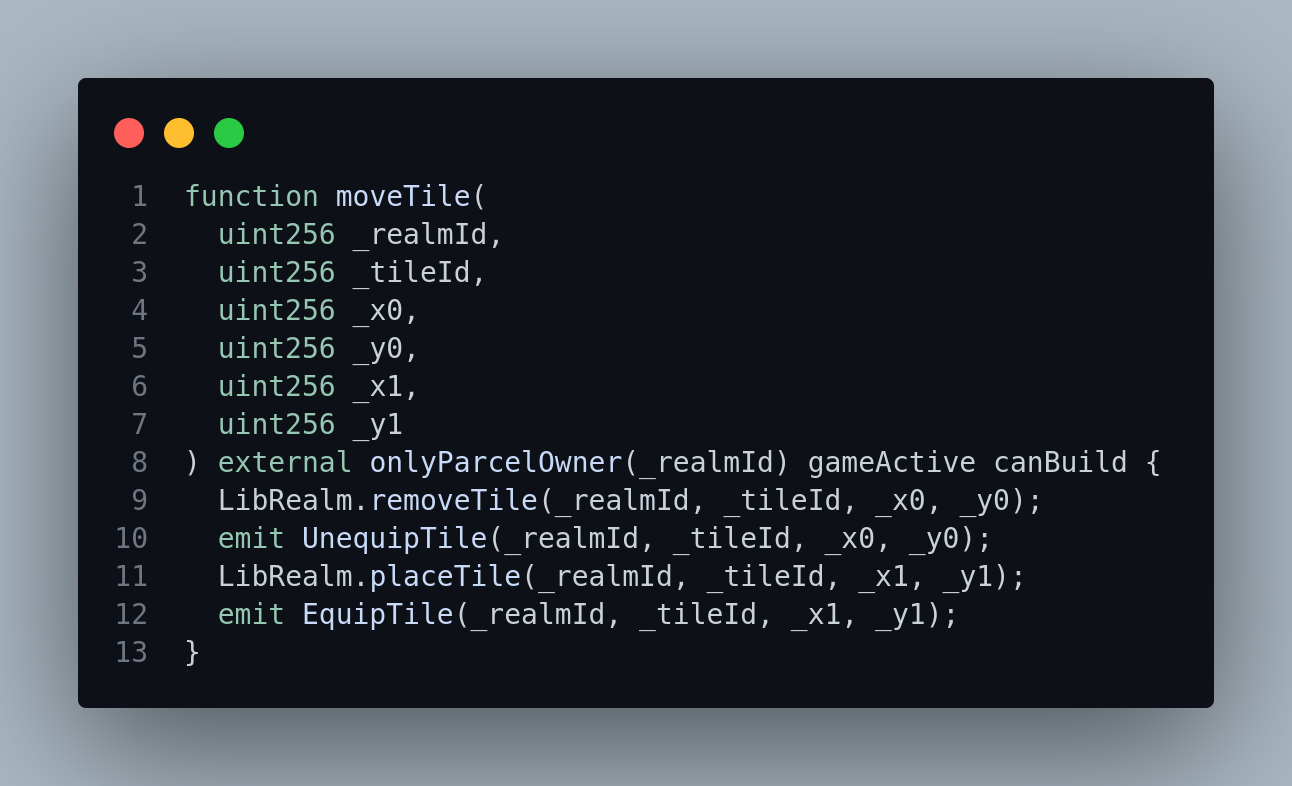 1 function moveTile(
2 uint256 _realmId,
3 uint256 _tileId,
4 uint256 _x0,
5 uint256 _y0,
6 uint256 _x1,
7 uint256 _y1
8 ) external onlyParcelOwner(_realmId) gameActive canBuild {
9 LibRealm.removeTile(_realmId, _tileId, _x0, _y0);
10 emit UnequipTile(_realmId, _tileId, _x0, _y0);
11 LibRealm.placeTile(_realmId, _tileId, _x1, _y1);
12 emit EquipTile(_realmId, _tileId, _x1, _y1);
13 }